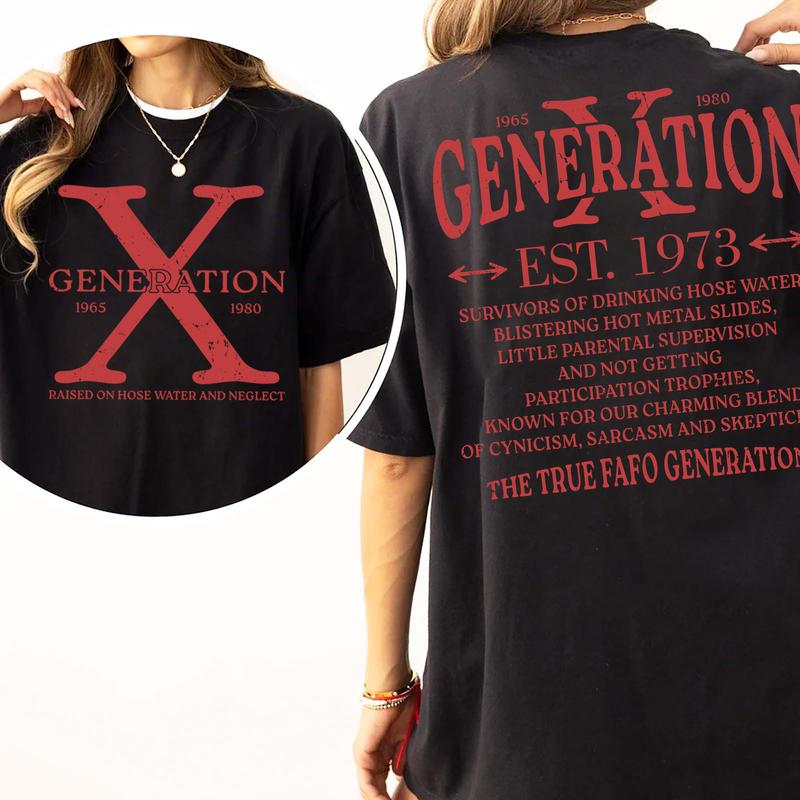 GENERATION
X
1965
1980
RAISED ON HOSE WATER AND NEGLECT
1965
1980
X
GENERATION
EST. 1973
SURVIVORS OF DRINKING HOSE WATER
BLISTERING HOT METAL SLIDES,
LITTLE PARENTAL SUPERVISION
AND NOT GETTING
PARTICIPATION TROPHIES,
KNOWN FOR OUR CHARMING BLEND
OF CYNICISM, SARCASM AND
THE TRUE FAFO GENERATION